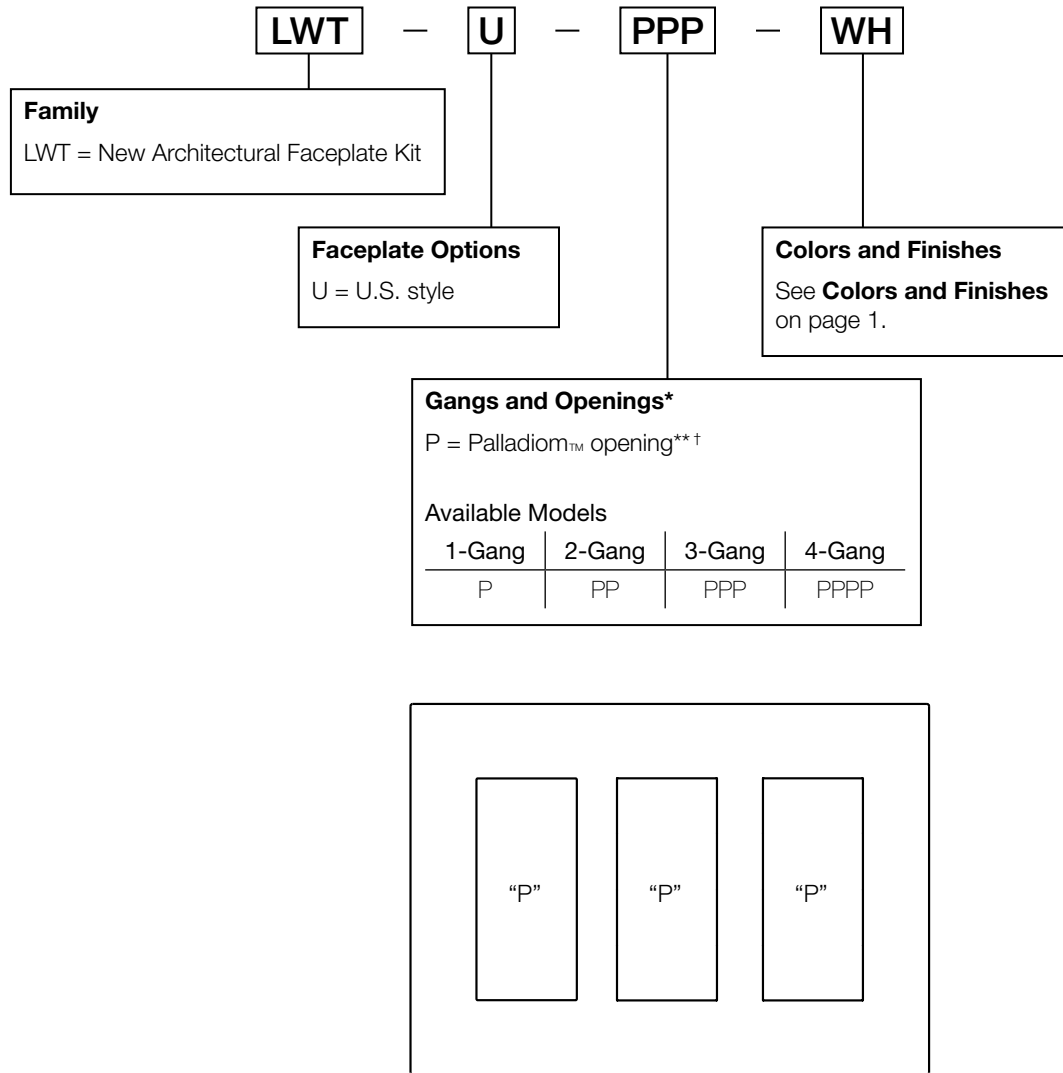 LWT – U – PPP – WH
Family
LWT = New Architectural Faceplate Kit
Faceplate Options
U = U.S. style
Colors and Finishes
See Colors and Finishes
on page 1.
Gangs and Openings*
P = Palladiom™ opening** †
Available Models
1-Gang 2-Gang 3-Gang 4-Gang
P PP PPP PPPP
“P” “P” “P”